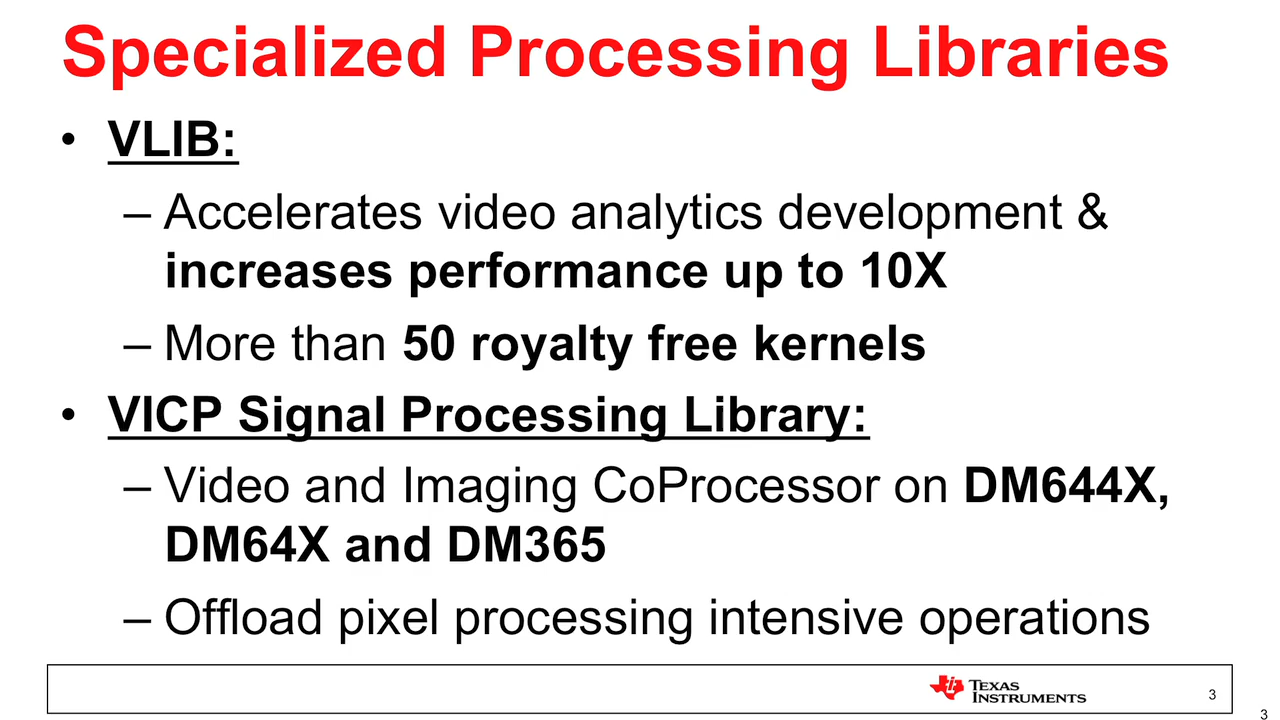 Specialized Processing Libraries
• VLIB:
– Accelerates video analytics development &
increases performance up to 10X
– More than 50 royalty free kernels
• VICP Signal Processing Library:
– Video and Imaging CoProcessor on DM644X,
DM64X and DM365
– Offload pixel processing intensive operations
TEXAS
INSTRUMENTS
3
3